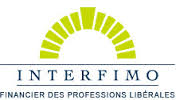 INTERFIMO
FINANCIER DES PROFESSIONS LIBÉRALES